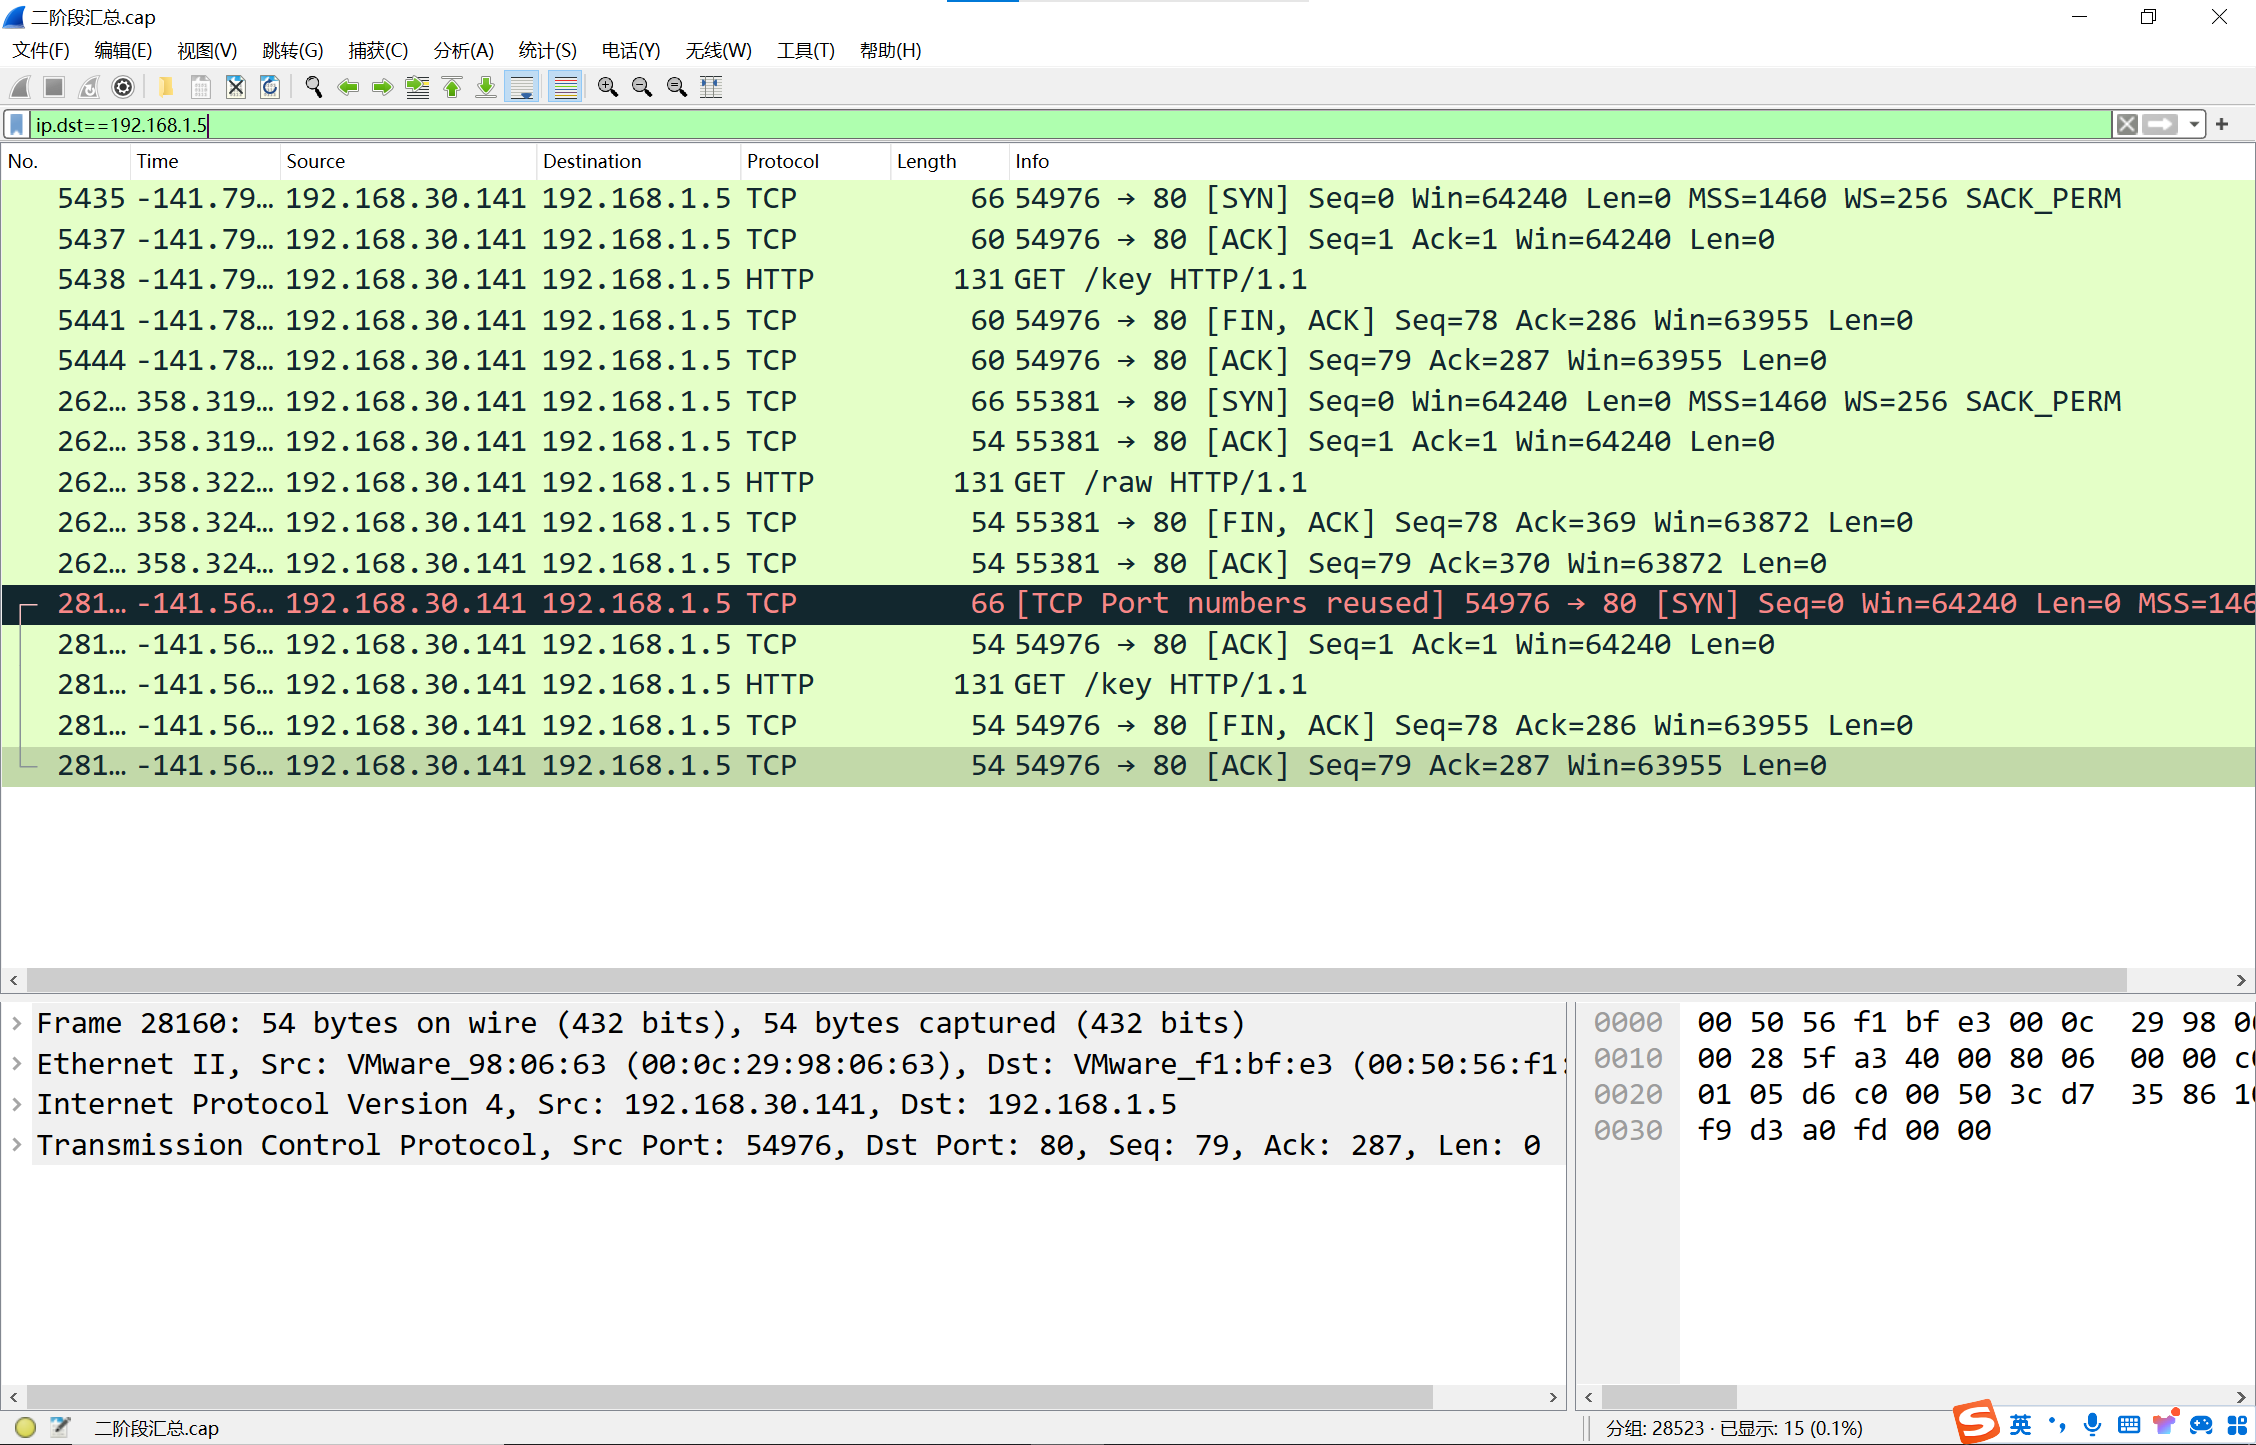 二阶段汇总.cap
文件(F) 编辑(E) 视图(V) 跳转(G) 捕获(C) 分析(A) 统计(S) 电话(Y) 无线(W) 工具(T) 帮助(H)
ip.dst==192.168.1.5
No. Time Source Destination Protocol Length Info
5435 -141.79… 192.168.30.141 192.168.1.5 TCP 66 54976 → 80 [SYN] Seq=0 Win=64240 Len=0 MSS=1460 WS=256 SACK_PERM
5437 -141.79… 192.168.30.141 192.168.1.5 TCP 60 54976 → 80 [ACK] Seq=1 Ack=1 Win=64240 Len=0
5438 -141.79… 192.168.30.141 192.168.1.5 HTTP 131 GET /key HTTP/1.1
5441 -141.78… 192.168.30.141 192.168.1.5 TCP 60 54976 → 80 [FIN, ACK] Seq=78 Ack=286 Win=63955 Len=0
5444 -141.78… 192.168.30.141 192.168.1.5 TCP 60 54976 → 80 [ACK] Seq=79 Ack=287 Win=63955 Len=0
262… 358.319… 192.168.30.141 192.168.1.5 TCP 66 55381 → 80 [SYN] Seq=0 Win=64240 Len=0 MSS=1460 WS=256 SACK_PERM
262… 358.319… 192.168.30.141 192.168.1.5 TCP 54 55381 → 80 [ACK] Seq=1 Ack=1 Win=64240 Len=0
262… 358.322… 192.168.30.141 192.168.1.5 HTTP 131 GET /raw HTTP/1.1
262… 358.324… 192.168.30.141 192.168.1.5 TCP 54 55381 → 80 [FIN, ACK] Seq=78 Ack=369 Win=63872 Len=0
262… 358.324… 192.168.30.141 192.168.1.5 TCP 54 55381 → 80 [ACK] Seq=79 Ack=370 Win=63872 Len=0
281… -141.56… 192.168.30.141 192.168.1.5 TCP 66 [TCP Port numbers reused] 54976 → 80 [SYN] Seq=0 Win=64240 Len=0 MSS=146
281… -141.56… 192.168.30.141 192.168.1.5 TCP 54 54976 → 80 [ACK] Seq=1 Ack=1 Win=64240 Len=0
281… -141.56… 192.168.30.141 192.168.1.5 HTTP 131 GET /key HTTP/1.1
281… -141.56… 192.168.30.141 192.168.1.5 TCP 54 54976 → 80 [FIN, ACK] Seq=78 Ack=286 Win=63955 Len=0
281… -141.56… 192.168.30.141 192.168.1.5 TCP 54 54976 → 80 [ACK] Seq=79 Ack=287 Win=63955 Len=0
Frame 28160: 54 bytes on wire (432 bits), 54 bytes captured (432 bits)
Ethernet II, Src: VMware_98:06:63 (00:0c:29:98:06:63), Dst: VMware_f1:bf:e3 (00:50:56:f1:
Internet Protocol Version 4, Src: 192.168.30.141, Dst: 192.168.1.5
Transmission Control Protocol, Src Port: 54976, Dst Port: 80, Seq: 79, Ack: 287, Len: 0
0000 00 50 56 f1 bf e3 00 0c 29 98 0
0010 00 28 5f a3 40 00 80 06 00 00 c
0020 01 05 d6 c0 00 50 3c d7 35 86 1
0030 f9 d3 a0 fd 00 00
二阶段汇总.cap
分组: 28523 · 已显示: 15 (0.1%)
英